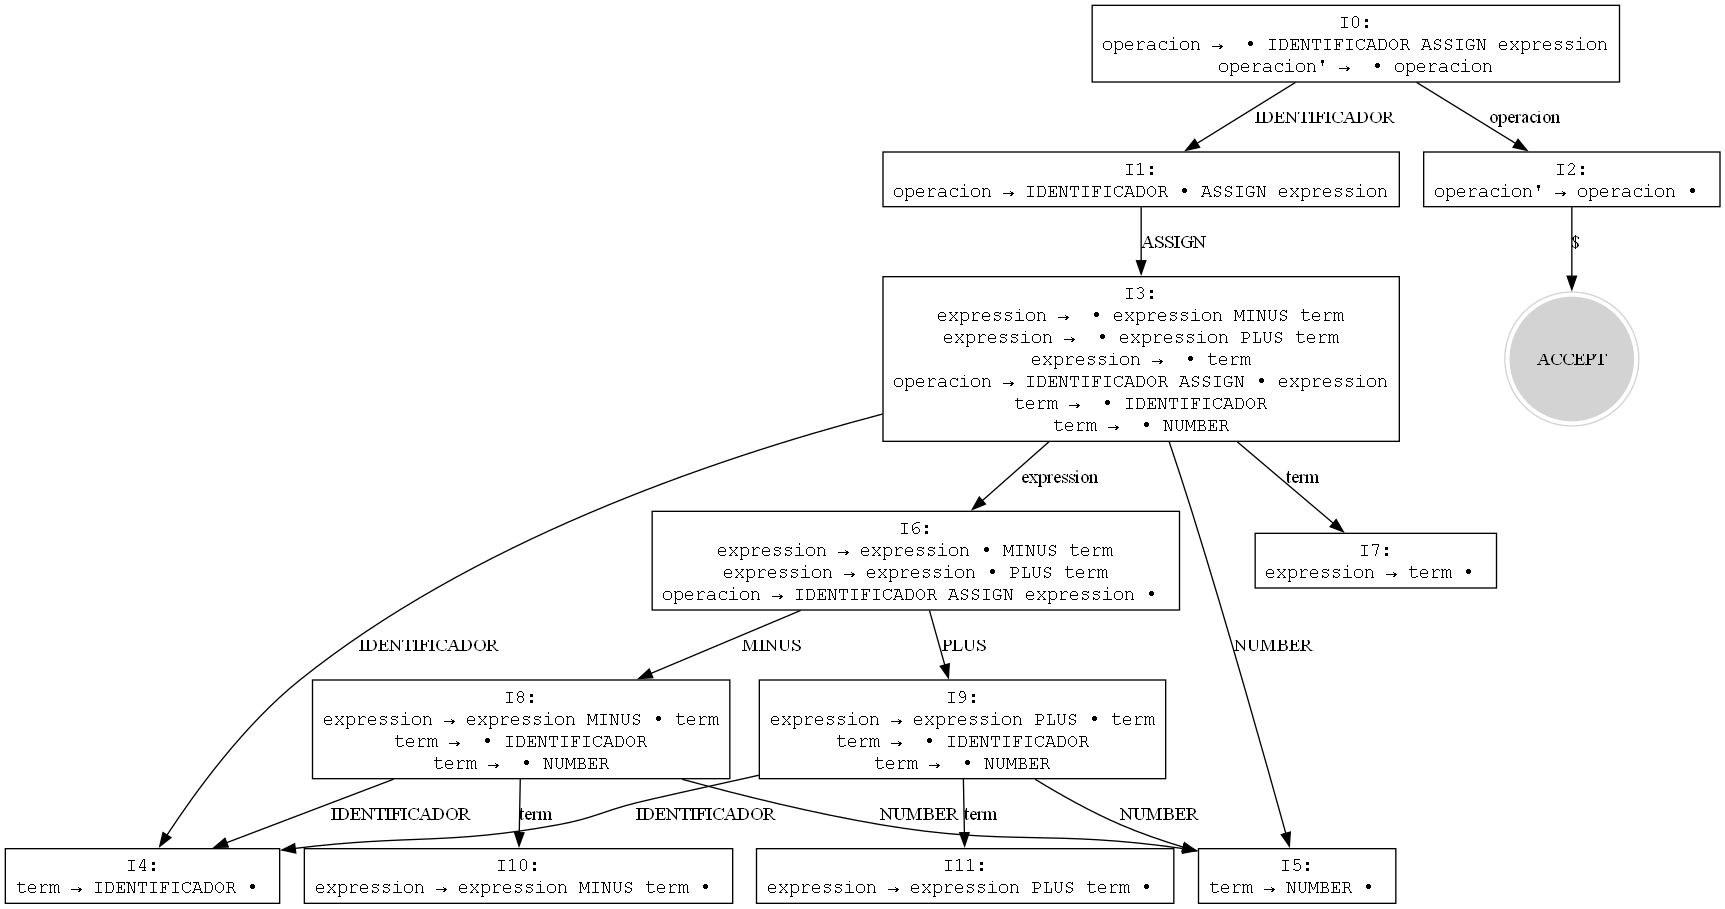 I0:
operacion → • IDENTIFICADOR ASSIGN expression
operacion' → • operacion
IDENTIFICADOR
operacion
I1:
operacion → IDENTIFICADOR • ASSIGN expression
I2:
operacion' → operacion •
ASSIGN
$
I3:
expression → • expression MINUS term
expression → • expression PLUS term
expression → • term
operacion → IDENTIFICADOR ASSIGN • expression
term → • IDENTIFICADOR
term → • NUMBER
ACCEPT
expression
term
I6:
expression → expression • MINUS term
expression → expression • PLUS term
operacion → IDENTIFICADOR ASSIGN expression •
I7:
expression → term •
IDENTIFICADOR
MINUS
PLUS
NUMBER
I8:
expression → expression MINUS • term
term → • IDENTIFICADOR
term → • NUMBER
I9:
expression → expression PLUS • term
term → • IDENTIFICADOR
term → • NUMBER
IDENTIFICADOR
term
IDENTIFICADOR
NUMBER
term
NUMBER
I4:
term → IDENTIFICADOR •
I10:
expression → expression MINUS term •
I11:
expression → expression PLUS term •
I5:
term → NUMBER •